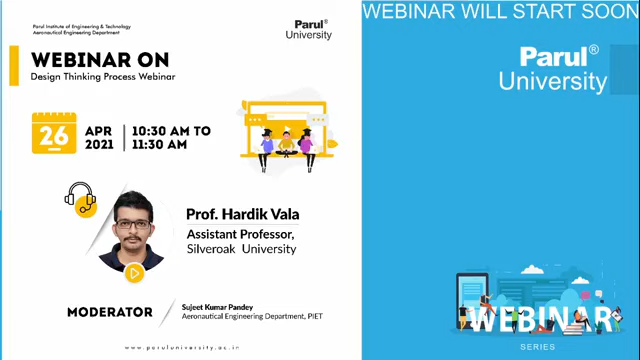 Parul Institute of Engineering & Technology
Aeronautical Engineering Department
Parul®
University
WEBINAR ON
Design Thinking Process Webinar
26
APR
2021
10:30 AM TO
11:30 AM
Prof. Hardik Vala
Assistant Professor,
Silveroak University
MODERATOR
Sujeet Kumar Pandey
Aeronautical Engineering Department, PIET
www.paruluniversity.ac.in
WEBINAR WILL START SOON
Parul®
University
WEBINAR
SERIES